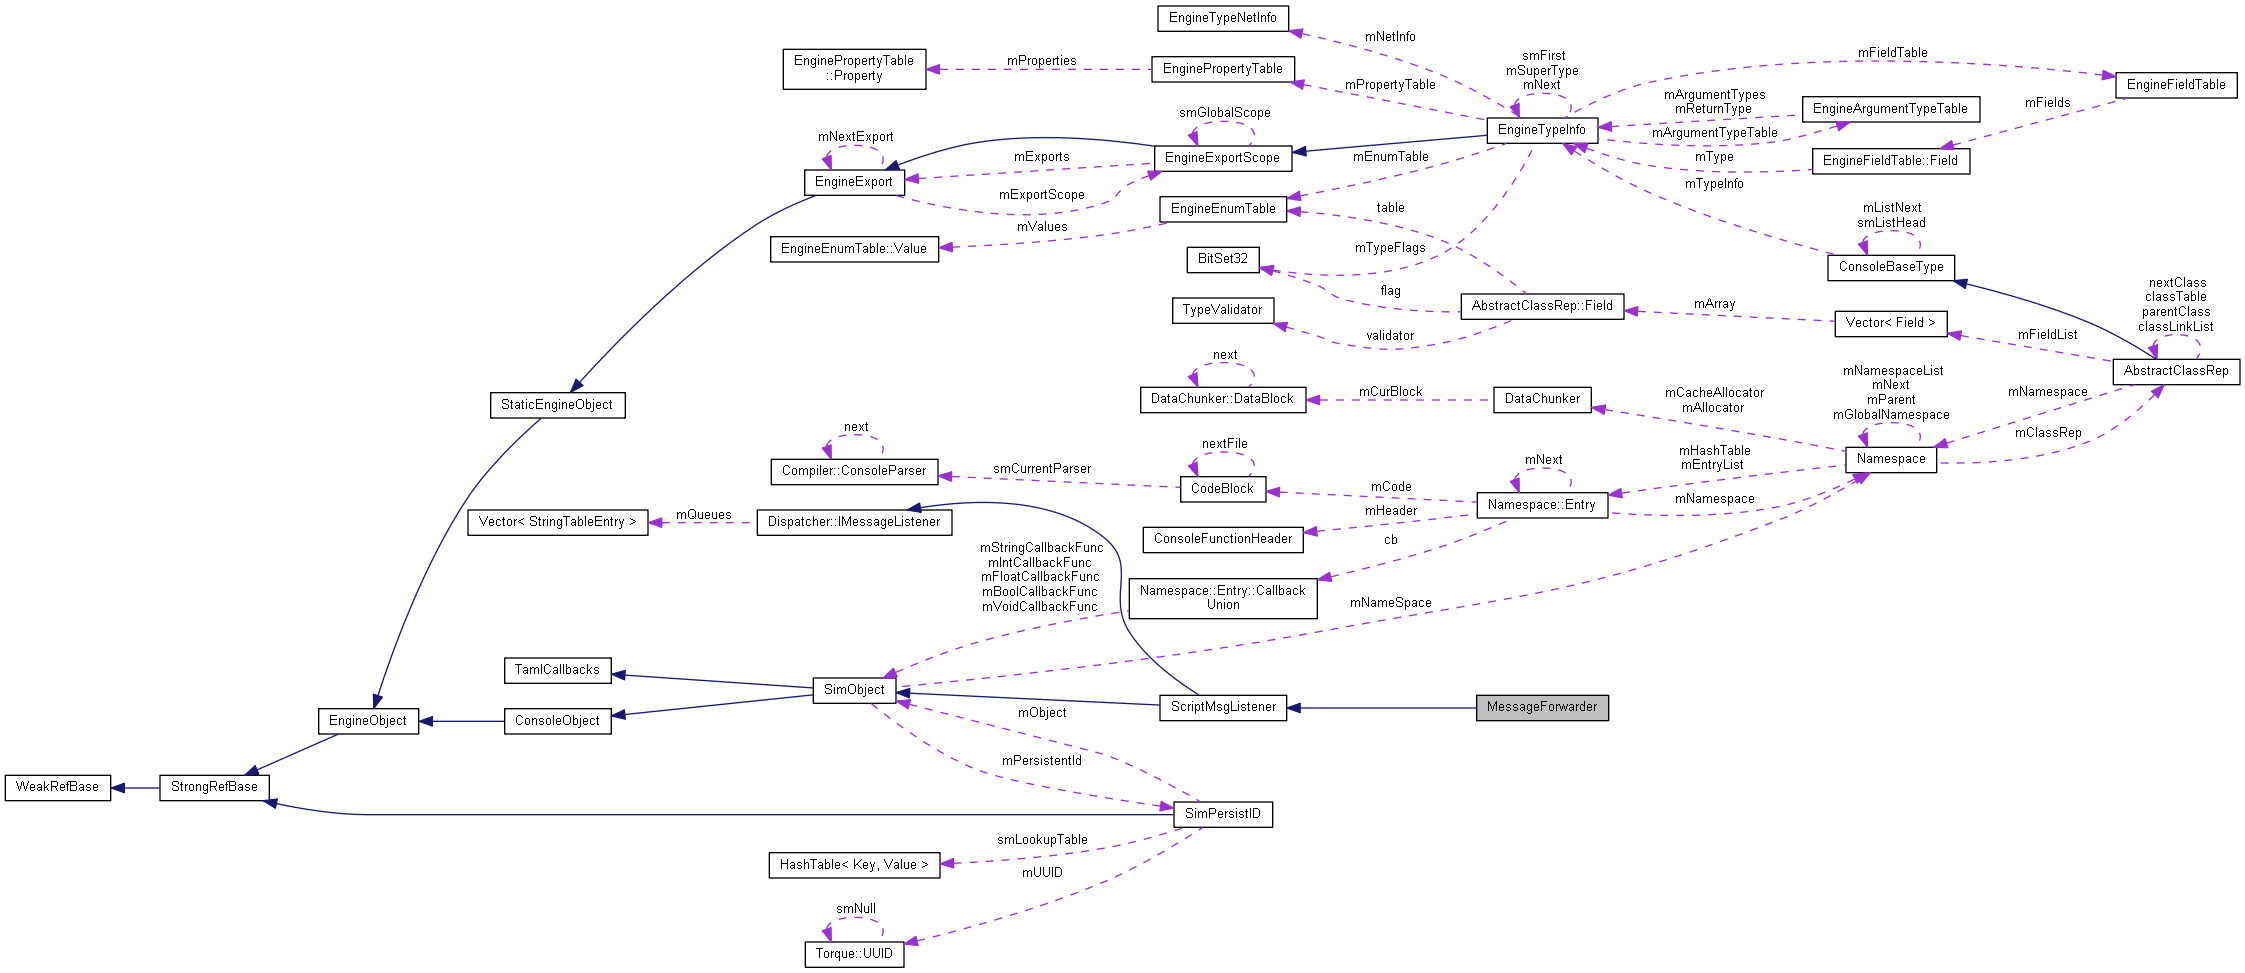 EngineTypeNetInfo
mNetInfo
EnginePropertyTable
::Property
mProperties
EnginePropertyTable
mPropertyTable
smFirst
mSuperType
mNext
mFieldTable
EngineFieldTable
mArgumentTypes
mReturnType
EngineArgumentTypeTable
mFields
smGlobalScope
EngineTypeInfo
mArgumentTypeTable
mNextExport
mExports
EngineExportScope
mEnumTable
mType
EngineFieldTable::Field
EngineExport
mExportScope
mTypeInfo
EngineEnumTable
table
mListNext
smListHead
EngineEnumTable::Value
mValues
mTypeFlags
BitSet32
ConsoleBaseType
flag
nextClass
classTable
parentClass
classLinkList
TypeValidator
AbstractClassRep::Field
mArray
Vector< Field >
validator
mFieldList
next
AbstractClassRep
mNamespaceList
mNext
mParent
mGlobalNamespace
StaticEngineObject
DataChunker::DataBlock
mCurBlock
DataChunker
mCacheAllocator
mAllocator
mNamespace
next
nextFile
mClassRep
Compiler::ConsoleParser
smCurrentParser
mNext
mHashTable
mEntryList
Namespace
CodeBlock
mCode
mHeader
Namespace::Entry
mNamespace
Vector< StringTableEntry >
mQueues
Dispatcher::IMessageListener
ConsoleFunctionHeader
cb
mStringCallbackFunc
mIntCallbackFunc
mFloatCallbackFunc
mBoolCallbackFunc
mVoidCallbackFunc
Namespace::Entry::Callback
Union
mNameSpace
TamlCallbacks
SimObject
ScriptMsgListener
MessageForwarder
EngineObject
ConsoleObject
mObject
mPersistentId
WeakRefBase
StrongRefBase
SimPersistID
smLookupTable
HashTable< Key, Value >
mUUID
smNull
Torque::UUID